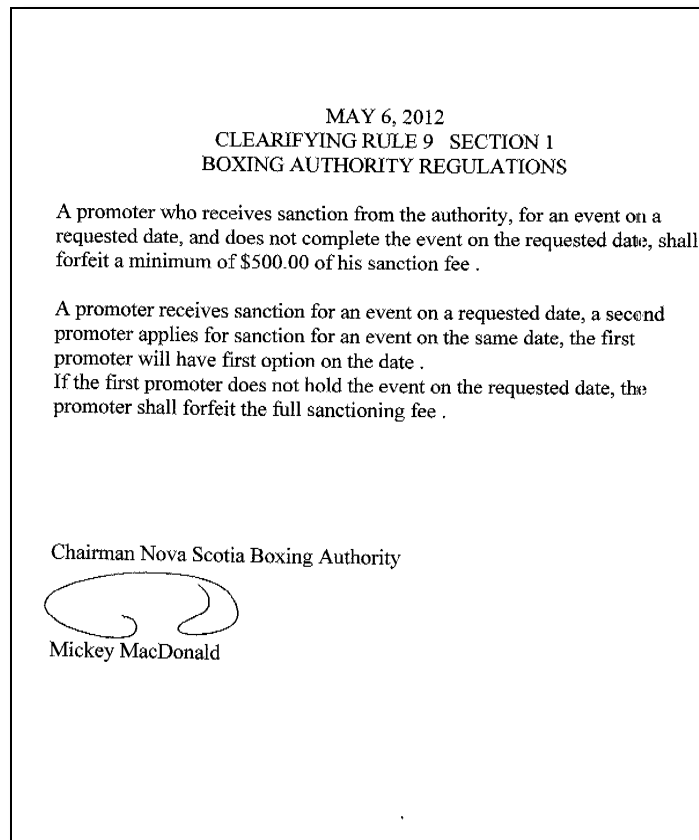 MAY 6, 2012
CLEARIFYING RULE 9 SECTION 1
BOXING AUTHORITY REGULATIONS
A promoter who receives sanction from the authority, for an event on a
requested date, and does not complete the event on the requested date, shall
forfeit a minimum of $500.00 of his sanction fee .
A promoter receives sanction for an event on a requested date, a second
promoter applies for sanction for an event on the same date, the first
promoter will have first option on the date .
If the first promoter does not hold the event on the requested date, the
promoter shall forfeit the full sanctioning fee .
Chairman Nova Scotia Boxing Authority
Mickey MacDonald